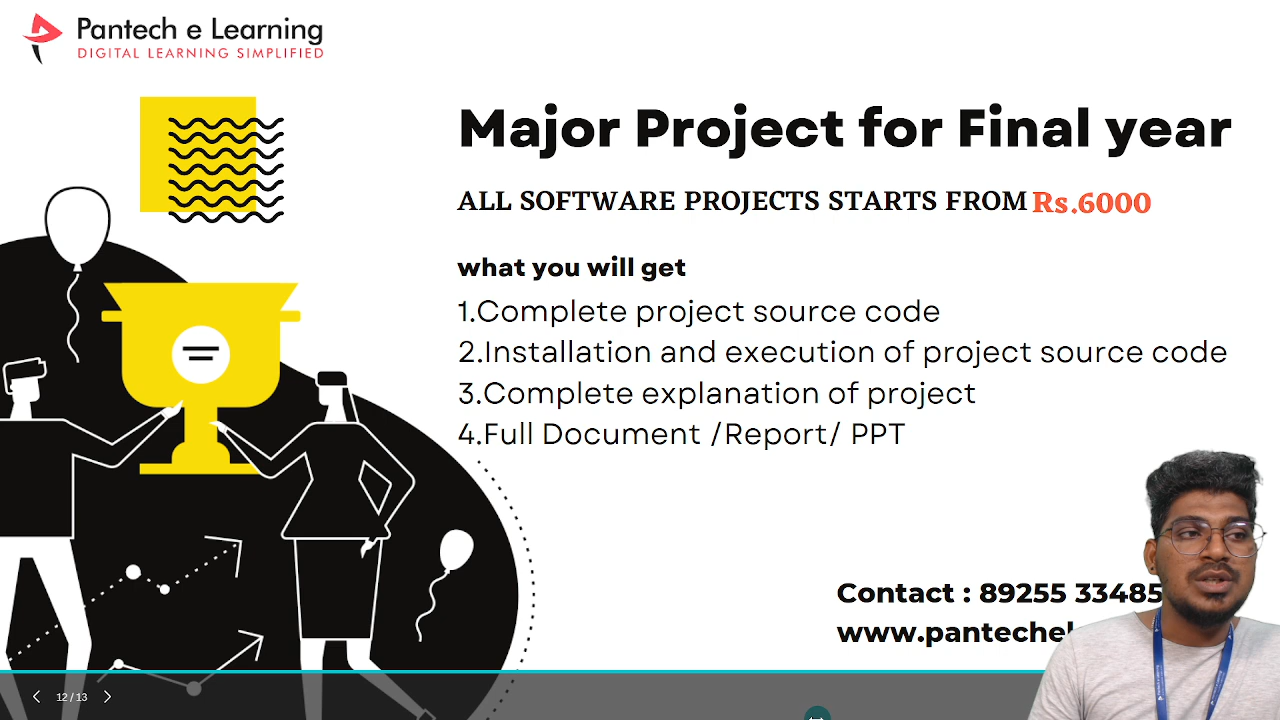 Pantech e Learning
DIGITAL LEARNING SIMPLIFIED
Major Project for Final year
ALL SOFTWARE PROJECTS STARTS FROM Rs.6000
what you will get
1.Complete project source code
2.Installation and execution of project source code
3.Complete explanation of project
4.Full Document /Report/ PPT
Contact : 89255 33485
www.pantechel
12 / 13